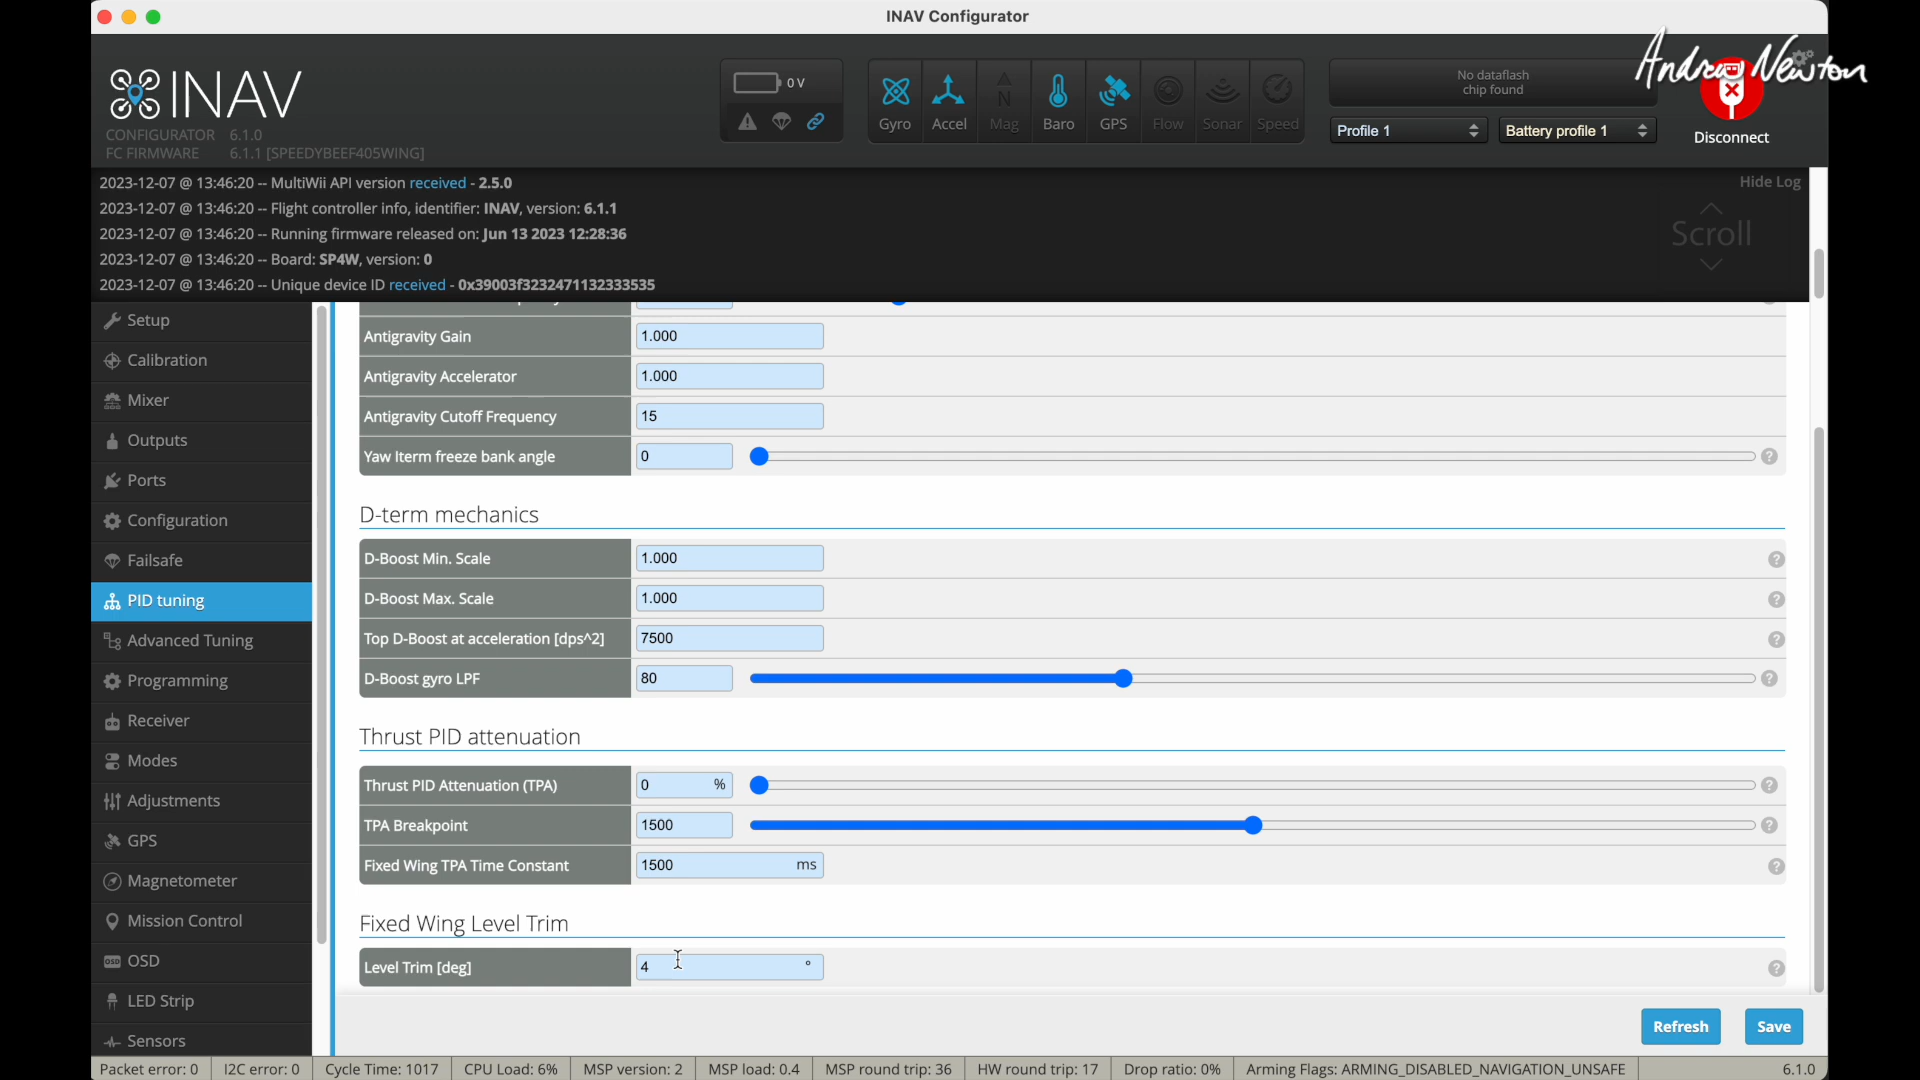 INAV Configurator
Andrew Newton
INAV
CONFIGURATOR 6.1.0
FC FIRMWARE 6.1.1 [SPEEDYBEEF405WING]
0 V
Gyro
Accel
N
Mag
Baro
GPS
Flow
Sonar
Speed
No dataflash
chip found
Profile 1
Battery profile 1
Disconnect
2023-12-07 @ 13:46:20 -- MultiWii API version received - 2.5.0
2023-12-07 @ 13:46:20 -- Flight controller info, identifier: INAV, version: 6.1.1
2023-12-07 @ 13:46:20 -- Running firmware released on: Jun 13 2023 12:28:36
2023-12-07 @ 13:46:20 -- Board: SP4W, version: 0
2023-12-07 @ 13:46:20 -- Unique device ID received - 0x39003f3232471132333535
Hide Log
Scroll
Setup
Calibration
Mixer
Outputs
Ports
Configuration
Failsafe
PID tuning
Advanced Tuning
Programming
Receiver
Modes
Adjustments
GPS
Magnetometer
Mission Control
OSD
LED Strip
Sensors
Antigravity Gain 1.000
Antigravity Accelerator 1.000
Antigravity Cutoff Frequency 15
Yaw Iterm freeze bank angle 0 ?
D-term mechanics
D-Boost Min. Scale 1.000 ?
D-Boost Max. Scale 1.000 ?
Top D-Boost at acceleration [dps^2] 7500 ?
D-Boost gyro LPF 80 ?
Thrust PID attenuation
Thrust PID Attenuation (TPA) 0 % ?
TPA Breakpoint 1500 ?
Fixed Wing TPA Time Constant 1500 ms ?
Fixed Wing Level Trim
Level Trim [deg] 4 ° ?
Refresh
Save
Packet error: 0 I2C error: 0 Cycle Time: 1017 CPU Load: 6% MSP version: 2 MSP load: 0.4 MSP round trip: 36 HW round trip: 17 Drop ratio: 0% Arming Flags: ARMING_DISABLED_NAVIGATION_UNSAFE 6.1.0